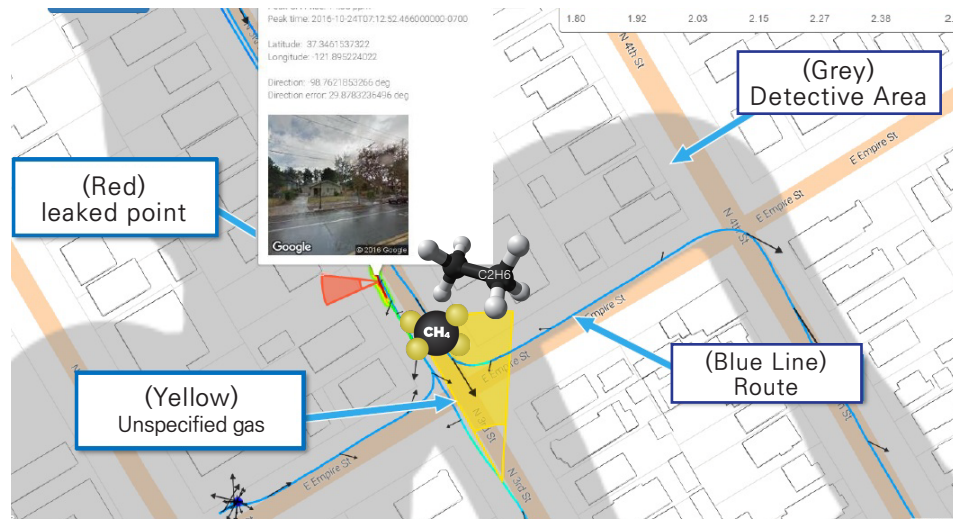 Peak time: 2016-10-24T07:12:52.466000000-0700
Latitude: 37.3461537322
Longitude: -121.895224022
Direction: -98.7621853266 deg
Direction error: 29.8783236496 deg
Google
© 2016 Google
1.80 1.92 2.03 2.15 2.27 2.38
N 4th St
(Grey)
Detective Area
(Red)
leaked point
E Empire St
E Empire St
N 4th St
C2H6
CH4
E Empire St
(Blue Line)
Route
(Yellow)
Unspecified gas
E Empire St
N 3rd St
N 3rd St
E Empire St